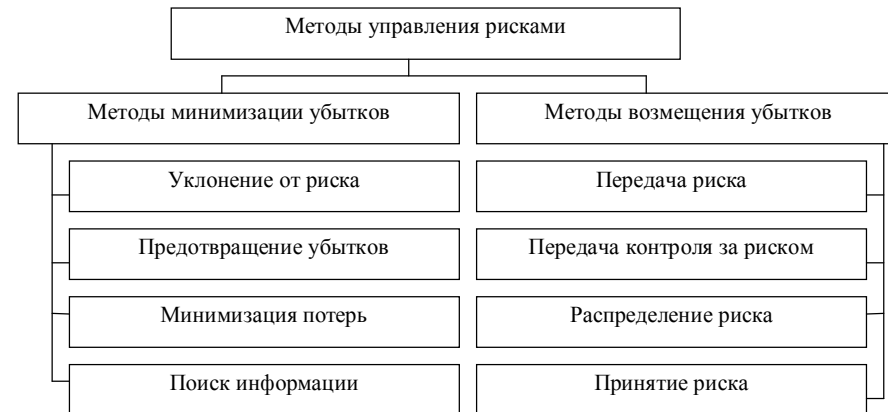 Методы управления рисками
Методы минимизации убытков
Методы возмещения убытков
Уклонение от риска
Передача риска
Предотвращение убытков
Передача контроля за риском
Минимизация потерь
Распределение риска
Поиск информации
Принятие риска